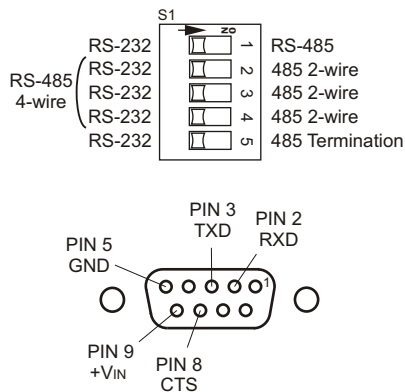 S1
ON
RS-232 1 RS-485
RS-232 2 485 2-wire
RS-485
4-wire
RS-232 3 485 2-wire
RS-232 4 485 2-wire
RS-232 5 485 Termination
PIN 3
TXD
PIN 2
RXD
PIN 5
GND
1
PIN 9
+VIN
PIN 8
CTS